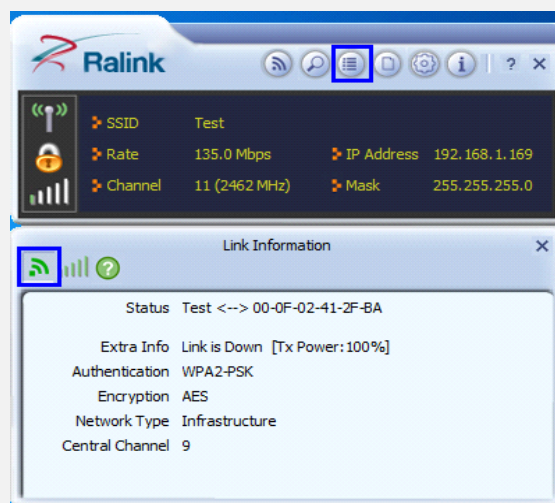 Ralink
SSID Test
Rate 135.0 Mbps IP Address 192.168.1.169
Channel 11 (2462 MHz) Mask 255.255.255.0
Link Information
Status Test <--> 00-0F-02-41-2F-BA
Extra Info Link is Down [Tx Power:100%]
Authentication WPA2-PSK
Encryption AES
Network Type Infrastructure
Central Channel 9